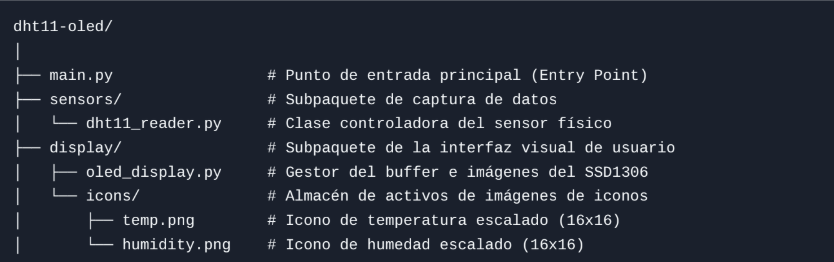 dht11-oled/
│
├── main.py                 # Punto de entrada principal (Entry Point)
├── sensors/                # Subpaquete de captura de datos
│   └── dht11_reader.py     # Clase controladora del sensor físico
├── display/                # Subpaquete de la interfaz visual de usuario
│   ├── oled_display.py     # Gestor del buffer e imágenes del SSD1306
│   └── icons/              # Almacén de activos de imágenes de iconos
│       ├── temp.png        # Icono de temperatura escalado (16x16)
│       └── humidity.png    # Icono de humedad escalado (16x16)